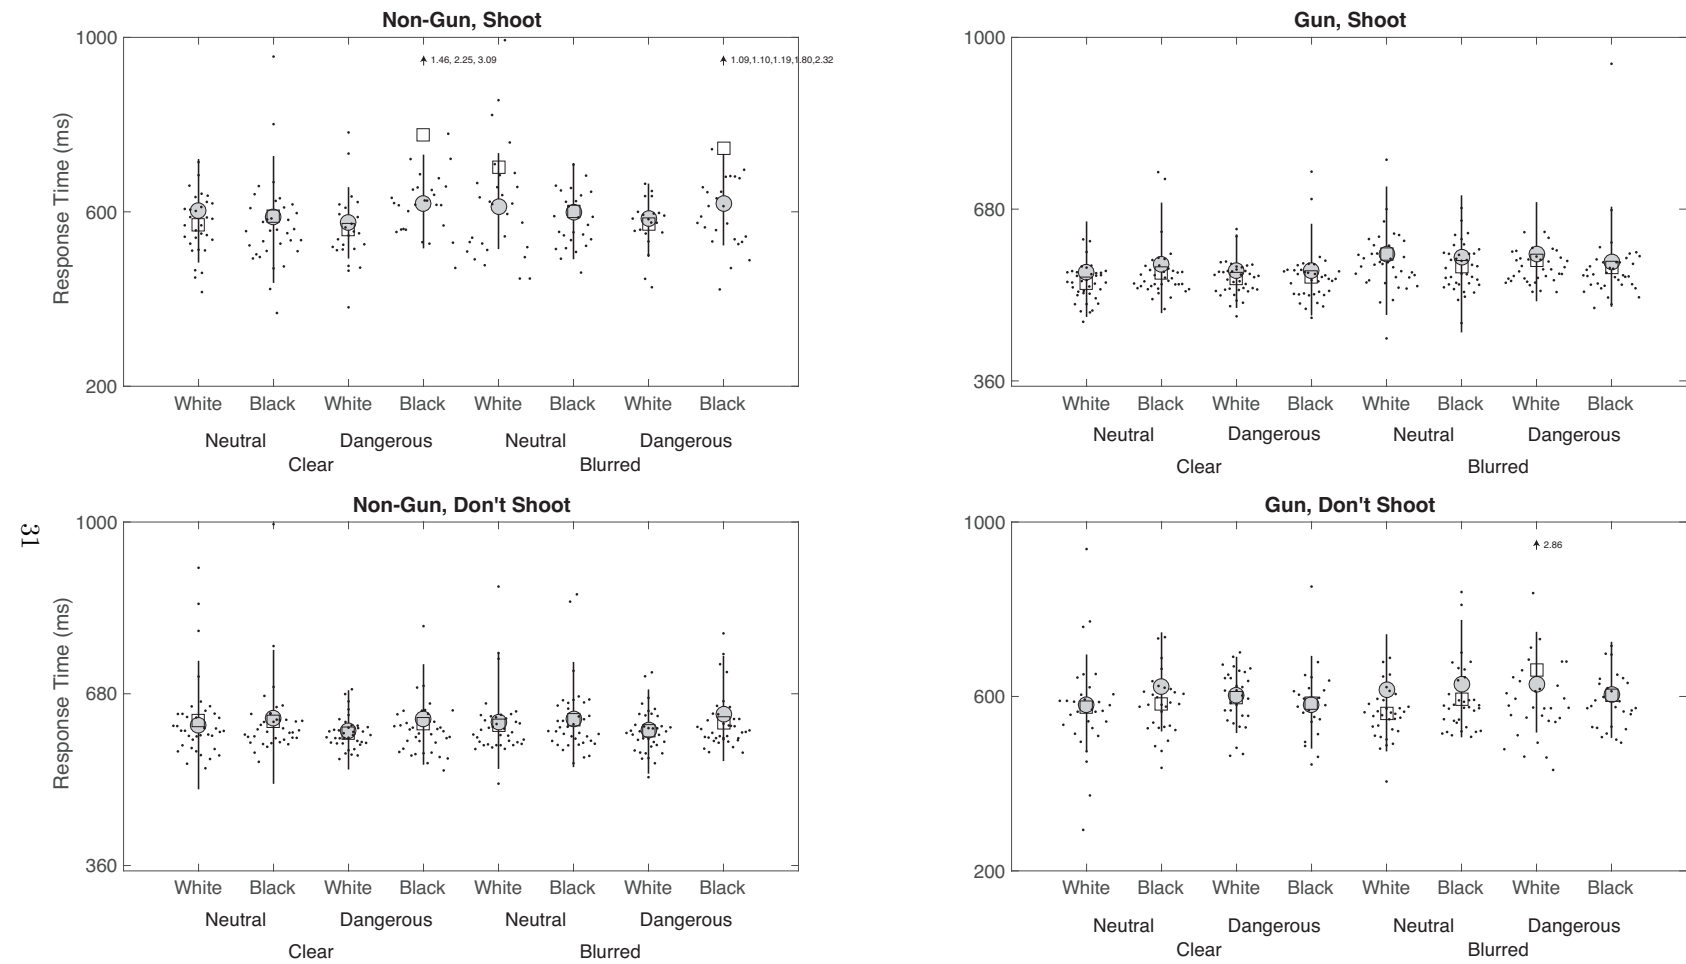 Non-Gun, Shoot
1000
600
200
Response Time (ms)
1.46, 2.25, 3.09
1.09,1.10,1.19,1.80,2.32
White Black White Black White Black White Black
Neutral Dangerous Neutral Dangerous
Clear Blurred
Gun, Shoot
1000
680
360
White Black White Black White Black White Black
Neutral Dangerous Neutral Dangerous
Clear Blurred
31
Non-Gun, Don't Shoot
1000
680
360
Response Time (ms)
White Black White Black White Black White Black
Neutral Dangerous Neutral Dangerous
Clear Blurred
Gun, Don't Shoot
1000
600
200
2.86
White Black White Black White Black White Black
Neutral Dangerous Neutral Dangerous
Clear Blurred